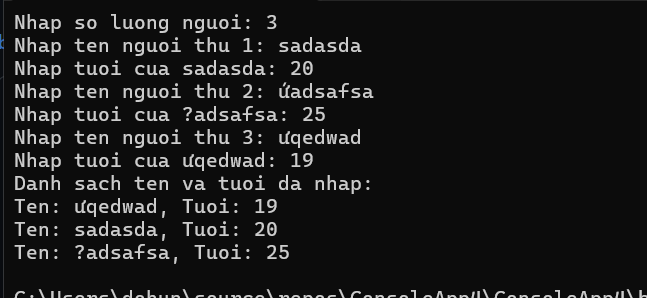 Nhap so luong nguoi: 3
Nhap ten nguoi thu 1: sadasda
Nhap tuoi cua sadasda: 20
Nhap ten nguoi thu 2: ứadsafsa
Nhap tuoi cua ?adsafsa: 25
Nhap ten nguoi thu 3: ưqedwad
Nhap tuoi cua ưqedwad: 19
Danh sach ten va tuoi da nhap:
Ten: ưqedwad, Tuoi: 19
Ten: sadasda, Tuoi: 20
Ten: ?adsafsa, Tuoi: 25